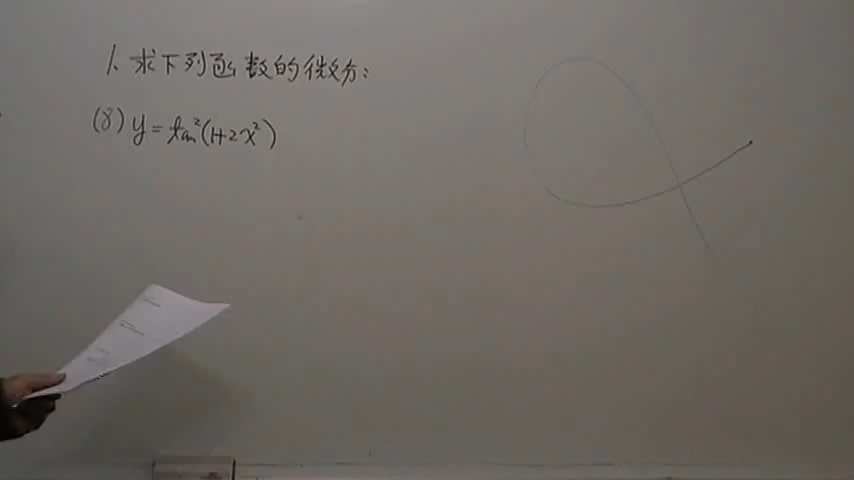 1. 求下列函数的微分:
(8) y = tan²(1+2x²)